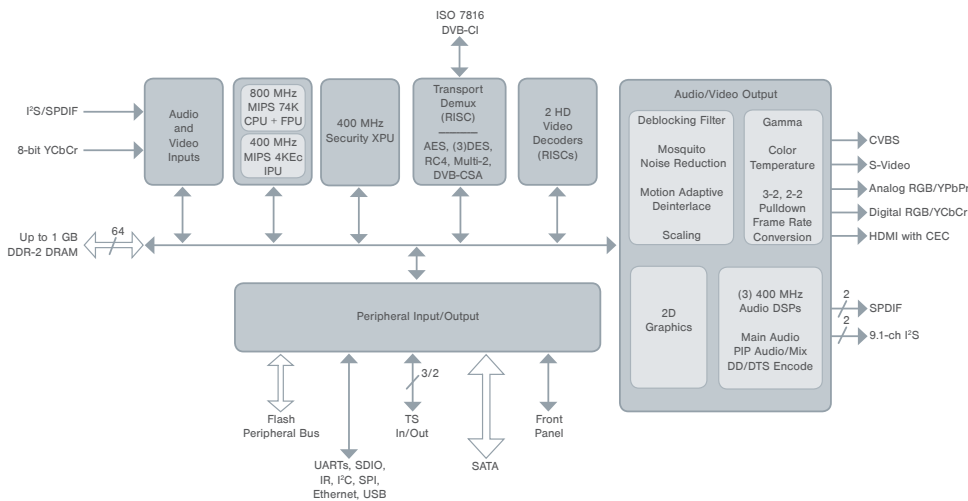 ISO 7816
DVB-CI
I²S/SPDIF
8-bit YCbCr
Audio
and
Video
Inputs
800 MHz
MIPS 74K
CPU + FPU
400 MHz
MIPS 4KEc
IPU
400 MHz
Security XPU
Transport
Demux
(RISC)
AES, (3)DES,
RC4, Multi-2,
DVB-CSA
2 HD
Video
Decoders
(RISCs)
Audio/Video Output
Deblocking Filter
Mosquito
Noise Reduction
Motion Adaptive
Deinterlace
Scaling
Gamma
Color
Temperature
3-2, 2-2
Pulldown
Frame Rate
Conversion
CVBS
S-Video
Analog RGB/YPbPr
Digital RGB/YCbCr
HDMI with CEC
Up to 1 GB
DDR-2 DRAM
64
Peripheral Input/Output
2D
Graphics
(3) 400 MHz
Audio DSPs
Main Audio
PIP Audio/Mix
DD/DTS Encode
2
SPDIF
2
9.1-ch I²S
3/2
Flash
Peripheral Bus
UARTs, SDIO,
IR, I²C, SPI,
Ethernet, USB
TS
In/Out
SATA
Front
Panel